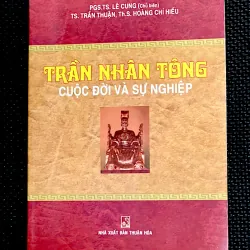 PGS.TS. LÊ CUNG (Chủ biên)
TS. TRẦN THUẬN, Th.S. HOÀNG CHÍ HIẾU
TRẦN NHÂN TÔNG
CUỘC ĐỜI VÀ SỰ NGHIỆP
NHÀ XUẤT BẢN THUẬN HÓA